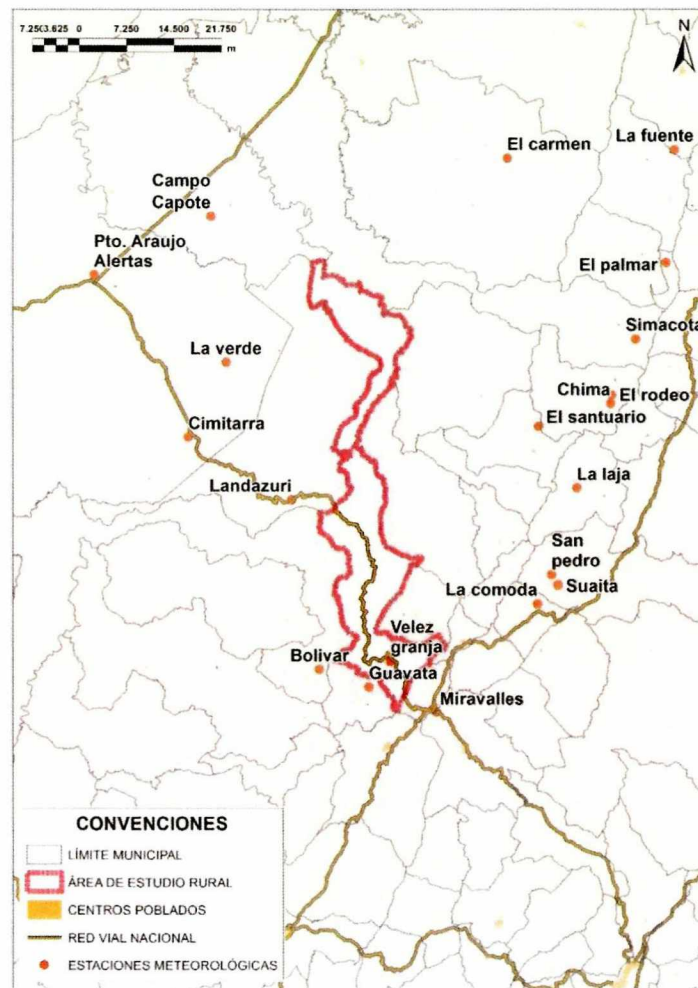 7.2503.625 0 7.250 14.500 21.750
m
N
El carmen
La fuente
Campo
Capote
Pto. Araujo
Alertas
El palmar
Simacota
La verde
Chima
El rodeo
El santuario
Cimitarra
La laja
Landazuri
San
pedro
Suaita
La comoda
Velez
granja
Bolivar
Guavata
Miravalles
CONVENCIONES
LÍMITE MUNICIPAL
ÁREA DE ESTUDIO RURAL
CENTROS POBLADOS
RED VIAL NACIONAL
ESTACIONES METEOROLÓGICAS